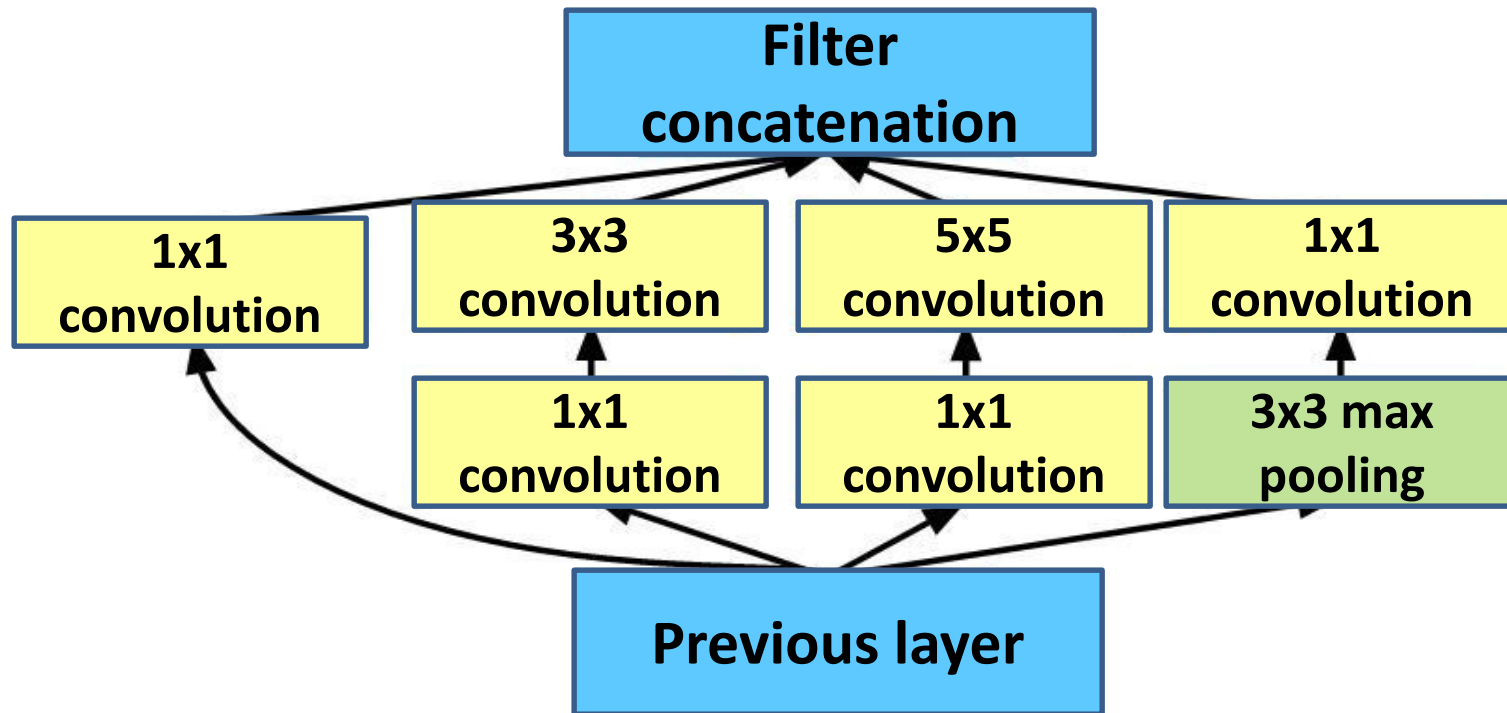 Filter
concatenation
1x1
convolution
3x3
convolution
5x5
convolution
1x1
convolution
1x1
convolution
1x1
convolution
3x3 max
pooling
Previous layer